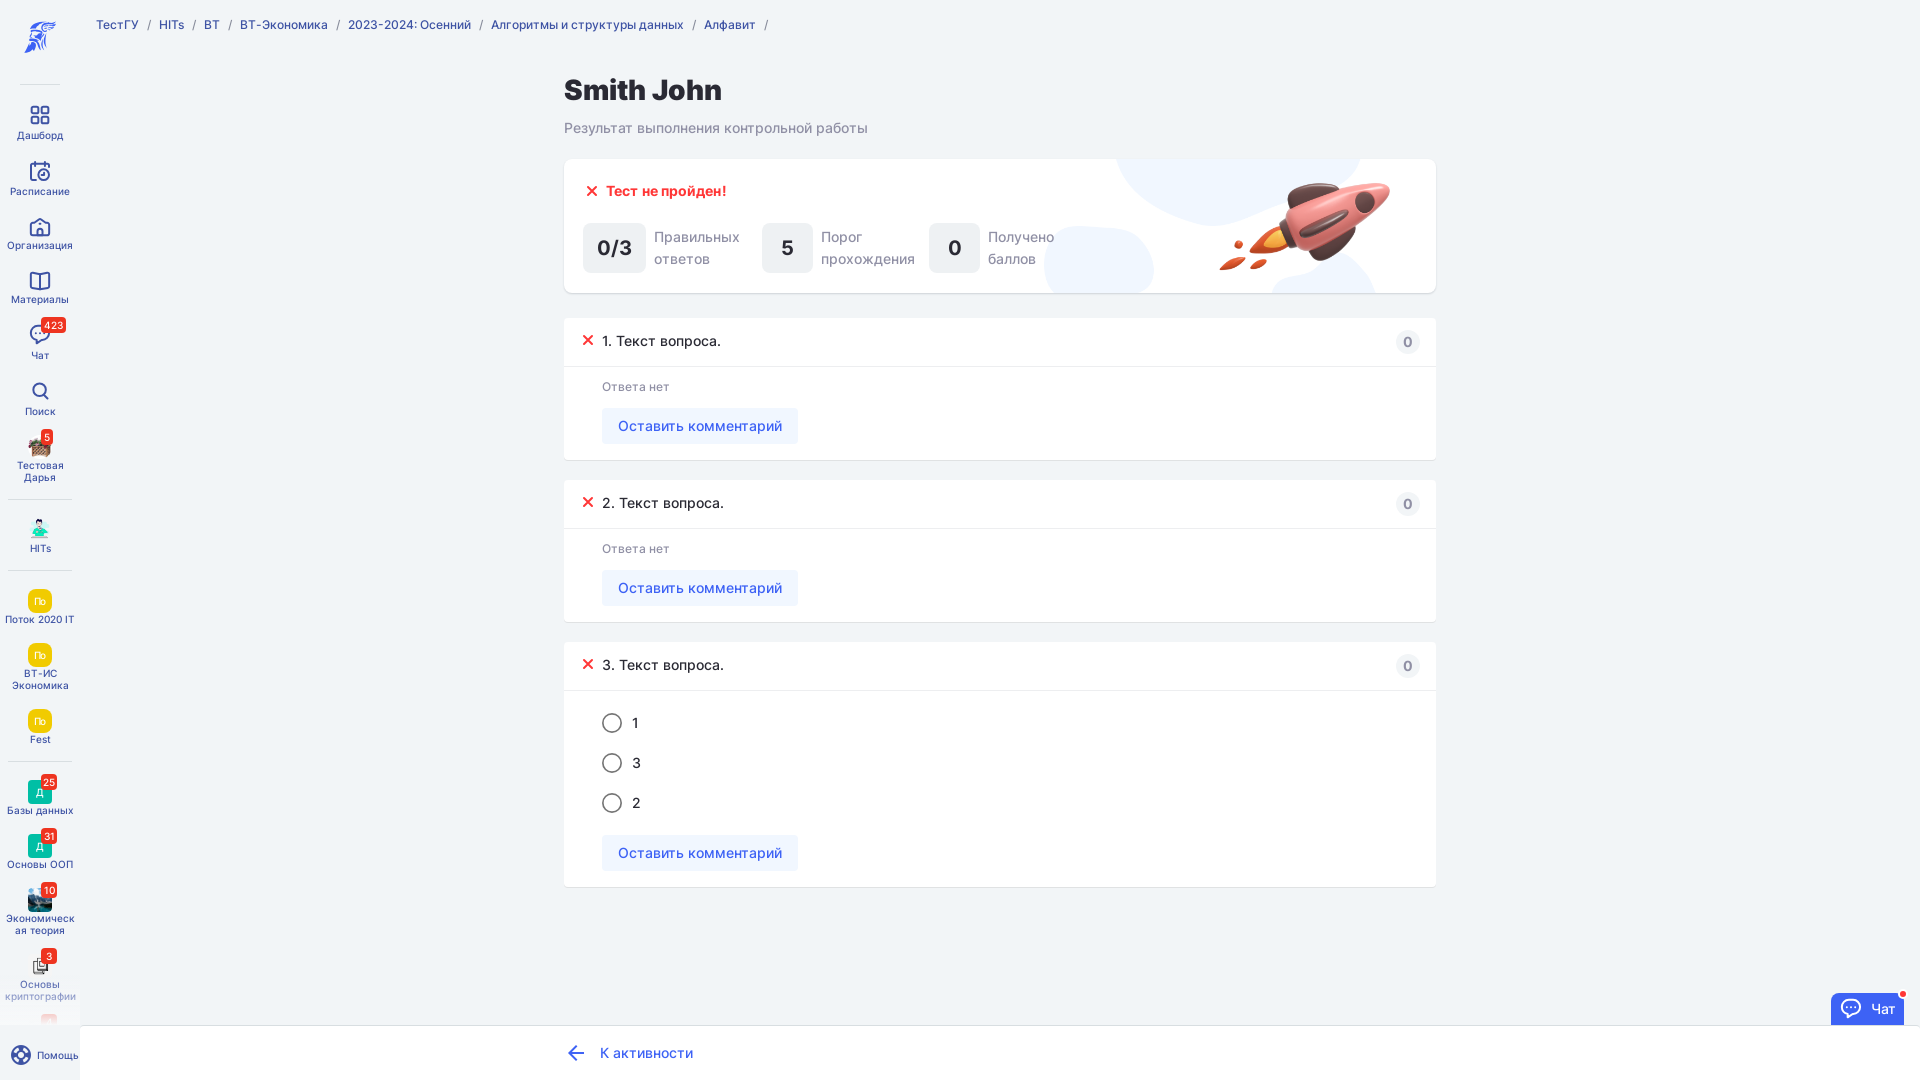 ТестГУ / HITs / ВТ / ВТ-Экономика / 2023-2024: Осенний / Алгоритмы и структуры данных / Алфавит /
Дашборд
Расписание
Организация
Материалы
423
Чат
Поиск
5
Тестовая
Дарья
HITs
По
Поток 2020 IT
По
ВТ-ИС
Экономика
По
Fest
25
Д
Базы данных
31
Д
Основы ООП
10
Экономическ
ая теория
3
Основы
криптографии
Помощь
Smith John
Результат выполнения контрольной работы
Тест не пройден!
0/3 Правильных
ответов
5 Порог
прохождения
0 Получено
баллов
1. Текст вопроса. 0
Ответа нет
Оставить комментарий
2. Текст вопроса. 0
Ответа нет
Оставить комментарий
3. Текст вопроса. 0
1
3
2
Оставить комментарий
Чат
К активности